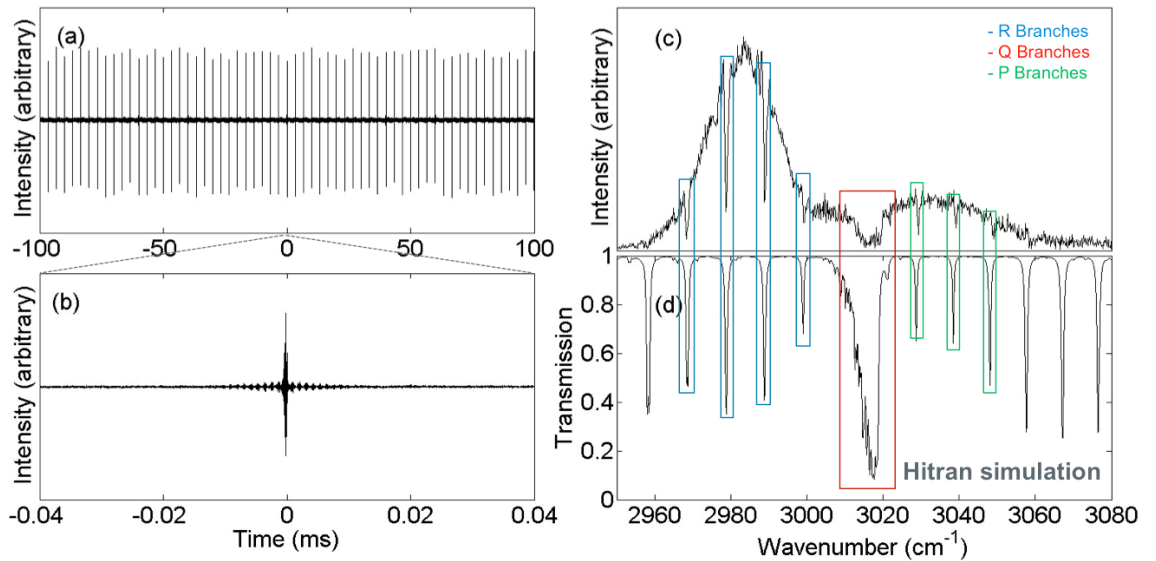 (a)
Intensity (arbitrary)
-100 -50 0 50 100
(b)
Intensity (arbitrary)
-0.04 -0.02 0 0.02 0.04
Time (ms)
(c)
- R Branches
- Q Branches
- P Branches
Intensity (arbitrary)
(d)
1
0.8
0.6
0.4
0.2
0
Transmission
Hitran simulation
2960 2980 3000 3020 3040 3060 3080
Wavenumber (cm-1)